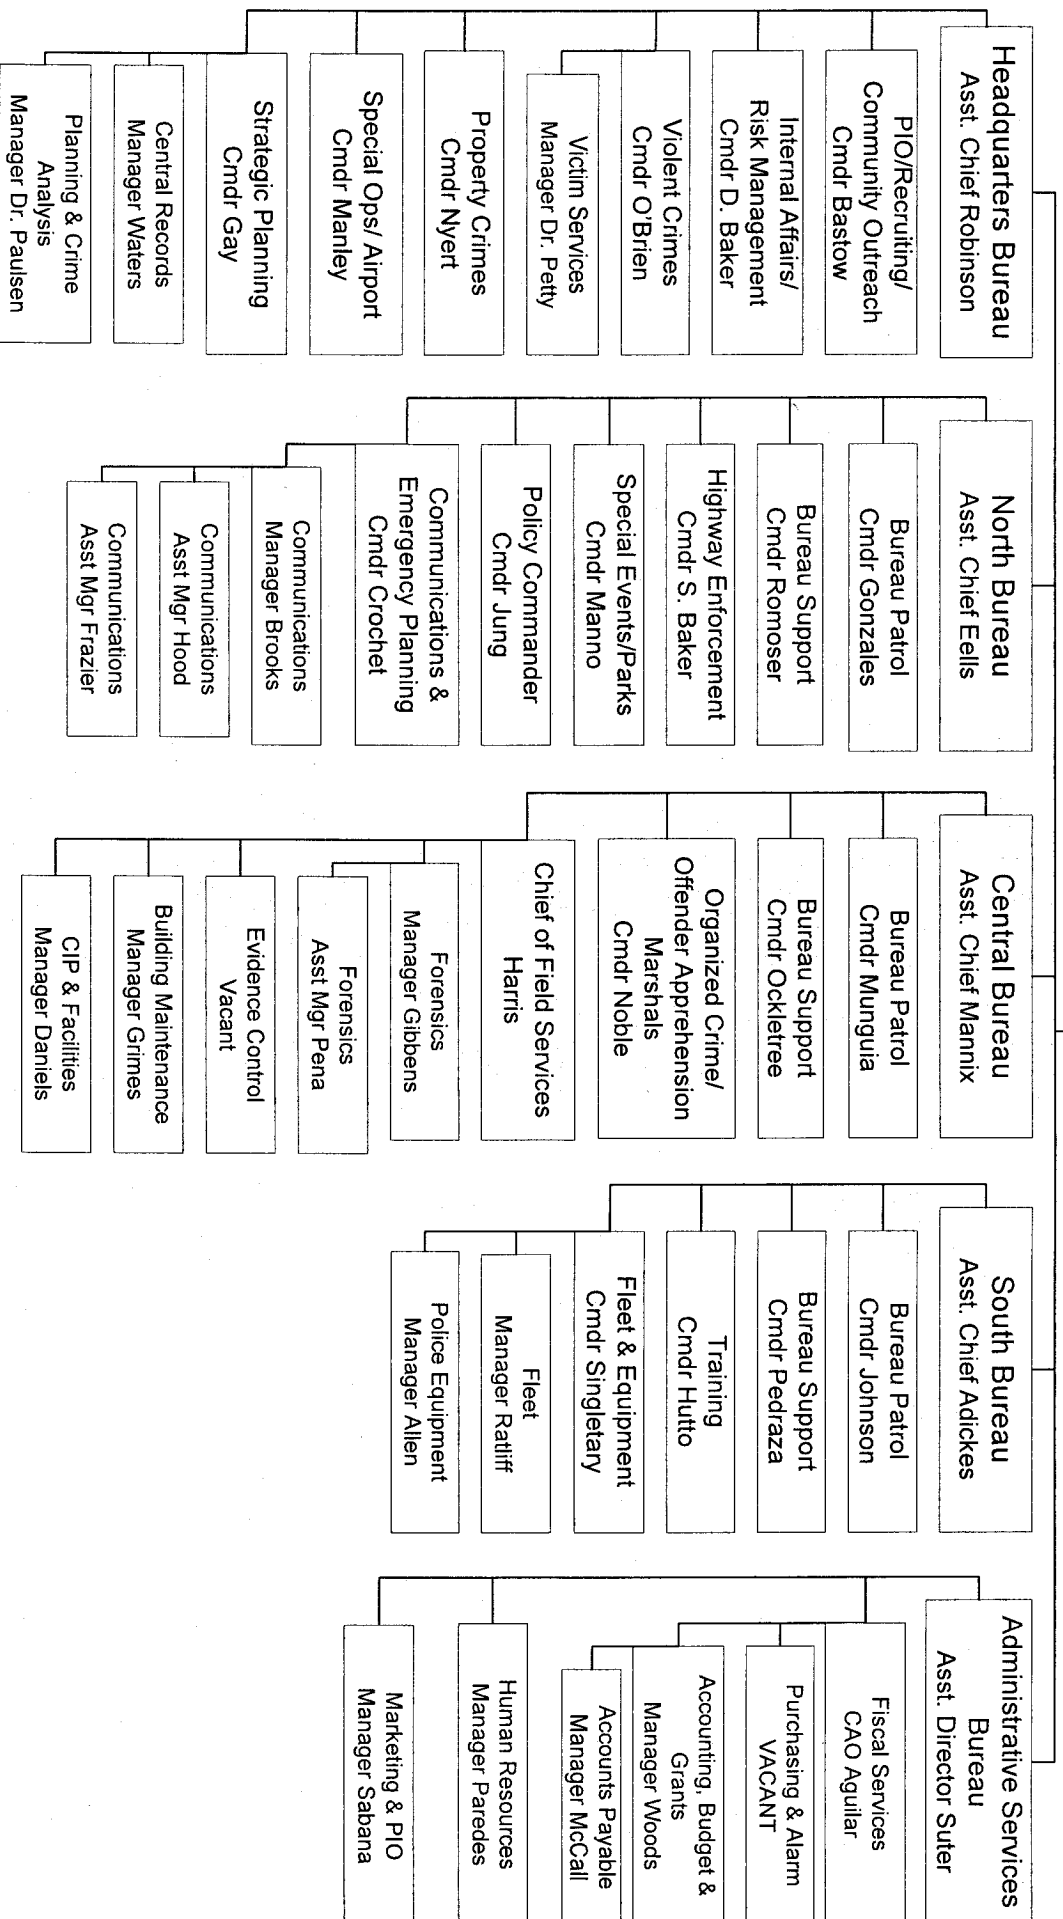 Headquarters Bureau
Asst. Chief Robinson
PIO/Recruiting/
Community Outreach
Cmdr Bastow
Internal Affairs/
Risk Management
Cmdr D. Baker
Violent Crimes
Cmdr O'Brien
Victim Services
Manager Dr. Petty
Property Crimes
Cmdr Nyert
Special Ops/ Airport
Cmdr Manley
Strategic Planning
Cmdr Gay
Central Records
Manager Waters
Planning & Crime
Analysis
Manager Dr. Paulsen
North Bureau
Asst. Chief Eells
Bureau Patrol
Cmdr Gonzales
Bureau Support
Cmdr Romoser
Highway Enforcement
Cmdr S. Baker
Special Events/Parks
Cmdr Manno
Policy Commander
Cmdr Jung
Communications &
Emergency Planning
Cmdr Crochet
Communications
Manager Brooks
Communications
Asst Mgr Hood
Communications
Asst Mgr Frazier
Central Bureau
Asst. Chief Mannix
Bureau Patrol
Cmdr Munguia
Bureau Support
Cmdr Ockletree
Organized Crime/
Offender Apprehension
Marshals
Cmdr Noble
Chief of Field Services
Harris
Forensics
Manager Gibbens
Forensics
Asst Mgr Pena
Evidence Control
Vacant
Building Maintenance
Manager Grimes
CIP & Facilities
Manager Daniels
South Bureau
Asst. Chief Adickes
Bureau Patrol
Cmdr Johnson
Bureau Support
Cmdr Pedraza
Training
Cmdr Hutto
Fleet & Equipment
Cmdr Singletary
Fleet
Manager Ratliff
Police Equipment
Manager Allen
Administrative Services
Bureau
Asst. Director Suter
Fiscal Services
CAO Aguilar
Purchasing & Alarm
VACANT
Accounting, Budget &
Grants
Manager Woods
Accounts Payable
Manager McCall
Human Resources
Manager Paredes
Marketing & PIO
Manager Sabana